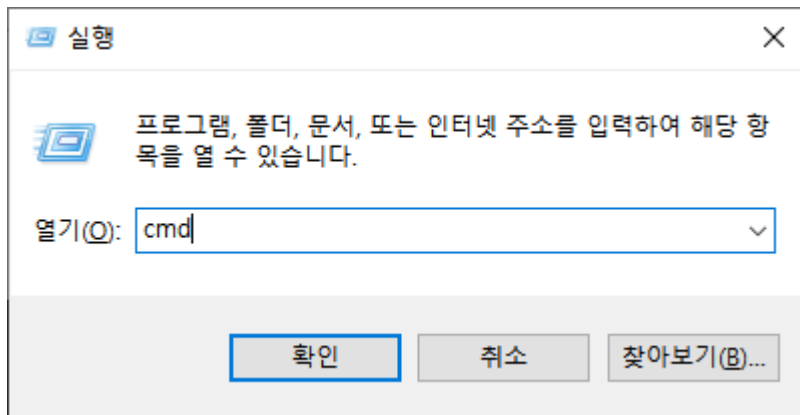 실행
프로그램, 폴더, 문서, 또는 인터넷 주소를 입력하여 해당 항
목을 열 수 있습니다.
열기(O): cmd
확인 취소 찾아보기(B)...